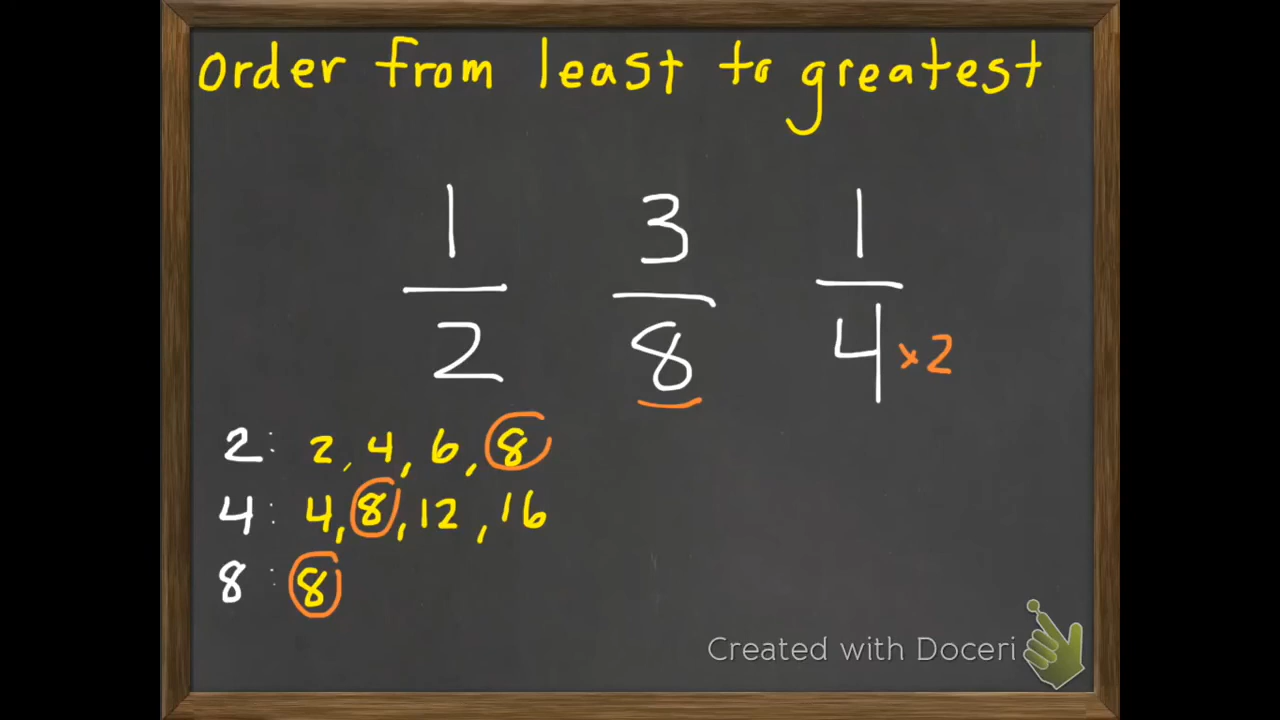 order from least to greatest
1 3 1
2 8 4 ×2
2: 2, 4, 6, 8
4: 4, 8, 12, 16
8: 8
Created with Doceri